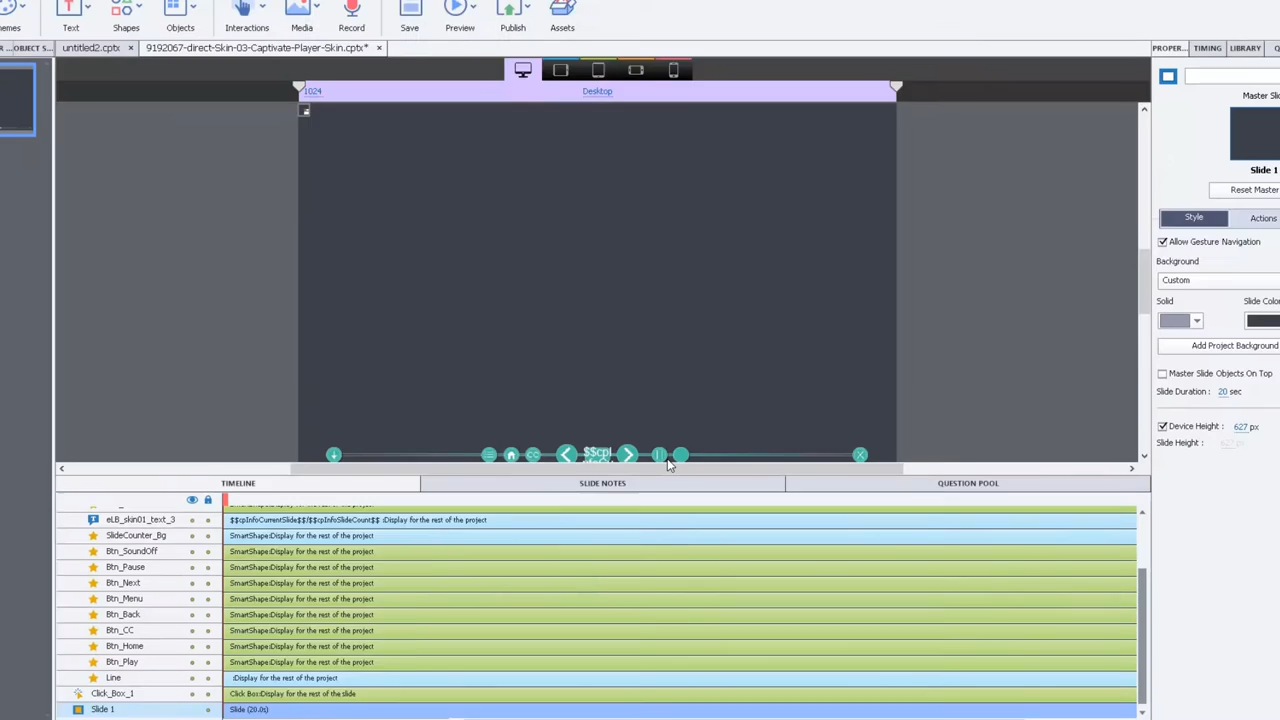 emes Text Shapes Objects Interactions Media Record Save Preview Publish Assets
R ... OBJECT S... untitled2.cptx × 9192067-direct-Skin-03-Captivate-Player-Skin.cptx* × PROPER... TIMING LIBRARY Q
1024 Desktop
Master Slid
Slide 1
Reset Master
Style Actions
Allow Gesture Navigation
Background
Custom
Solid Slide Color
Add Project Background
Master Slide Objects On Top
Slide Duration : 20 sec
Device Height : 627 px
Slide Height : 627 px
CC $$cpI
TIMELINE SLIDE NOTES QUESTION POOL
eLB_skin01_text_3 $$cpInfoCurrentSlide$$/$$cpInfoSlideCount$$ :Display for the rest of the project
SlideCounter_Bg SmartShape:Display for the rest of the project
Btn_SoundOff SmartShape:Display for the rest of the project
Btn_Pause SmartShape:Display for the rest of the project
Btn_Next SmartShape:Display for the rest of the project
Btn_Menu SmartShape:Display for the rest of the project
Btn_Back SmartShape:Display for the rest of the project
Btn_CC SmartShape:Display for the rest of the project
Btn_Home SmartShape:Display for the rest of the project
Btn_Play SmartShape:Display for the rest of the project
Line :Display for the rest of the project
Click_Box_1 Click Box:Display for the rest of the slide
Slide 1 Slide (20.0s)